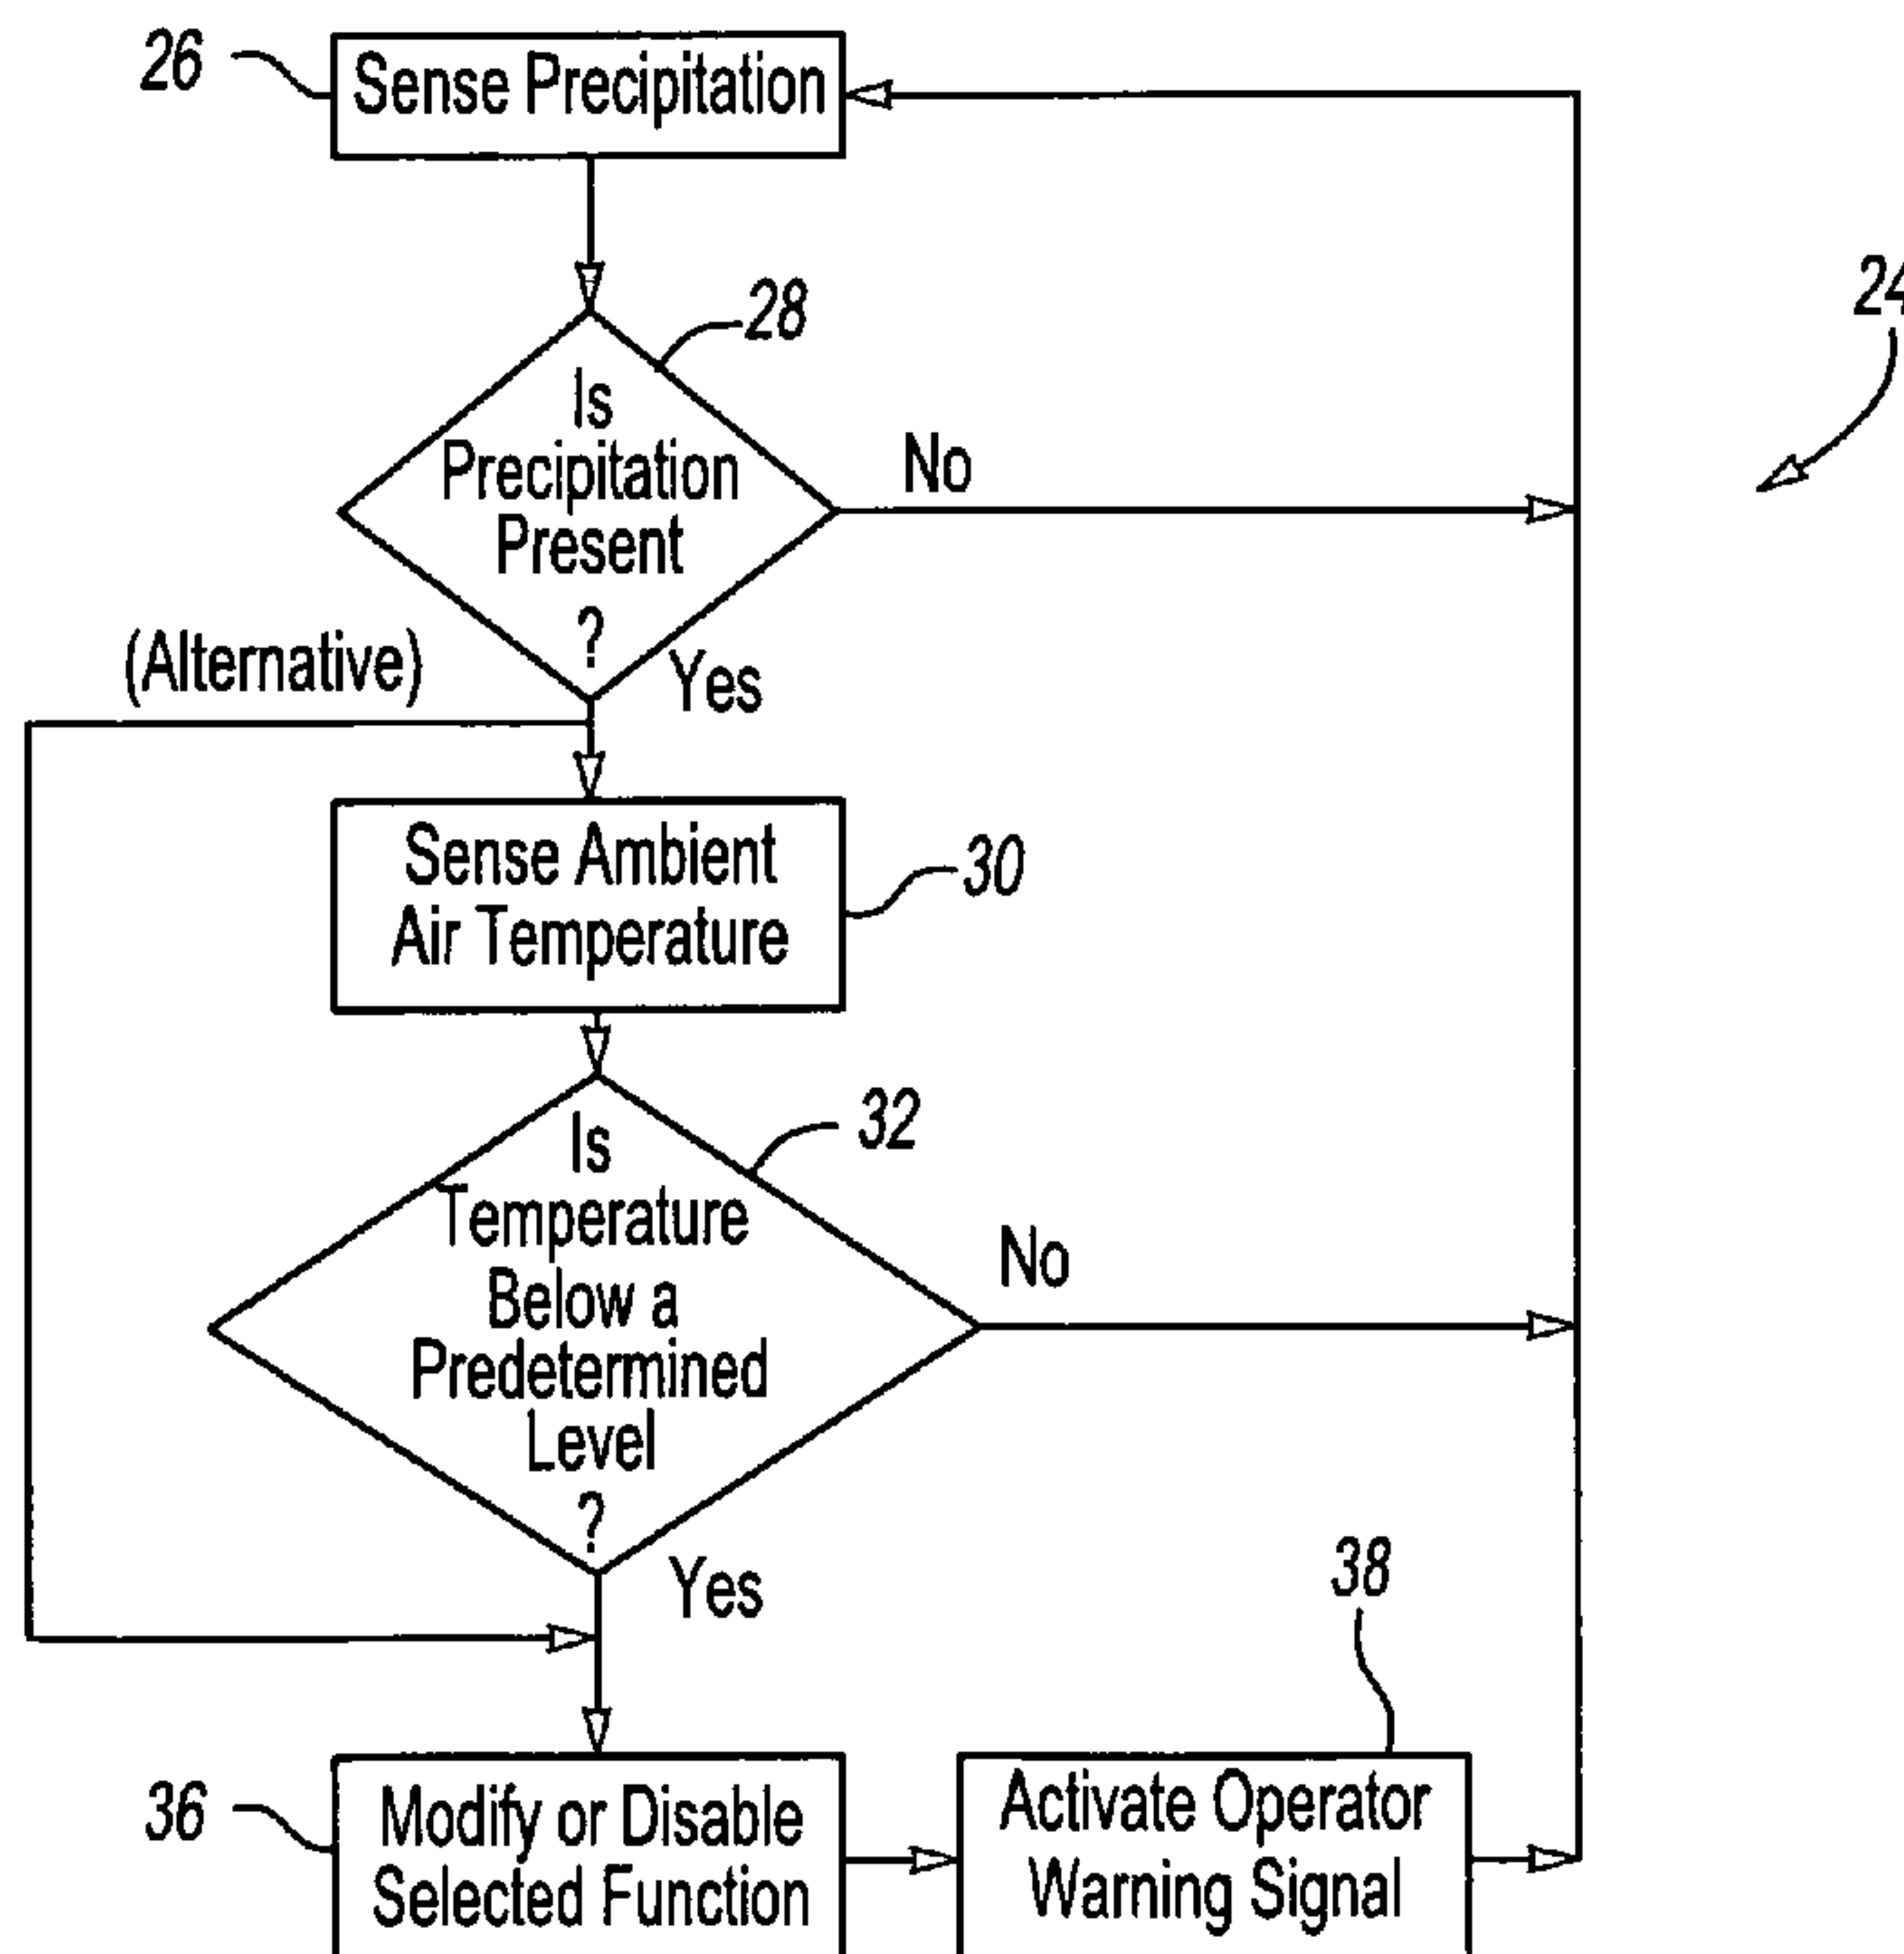 26
Sense Precipitation
24
28
Is
Precipitation
Present
?
No
Yes
(Alternative)
Sense Ambient
Air Temperature
30
32
Is
Temperature
Below a
Predetermined
Level
?
No
Yes
38
36
Modify or Disable
Selected Function
Activate Operator
Warning Signal